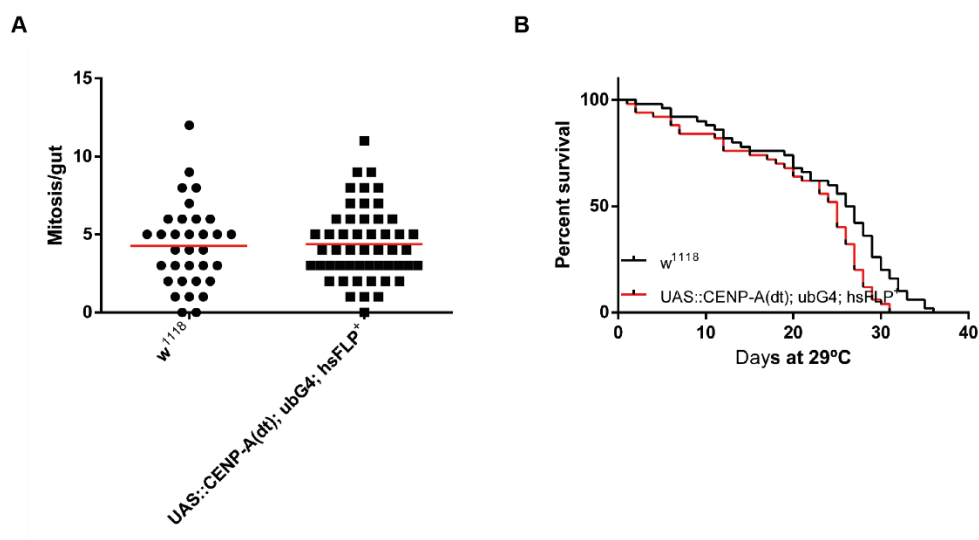 A
B
15
10
5
0
Mitosis/gut
w1118
UAS::CENP-A(dt); ubG4; hsFLP+
100
50
0
Percent survival
w1118
UAS::CENP-A(dt); ubG4; hsFLP+
0 10 20 30 40
Days at 29ºC